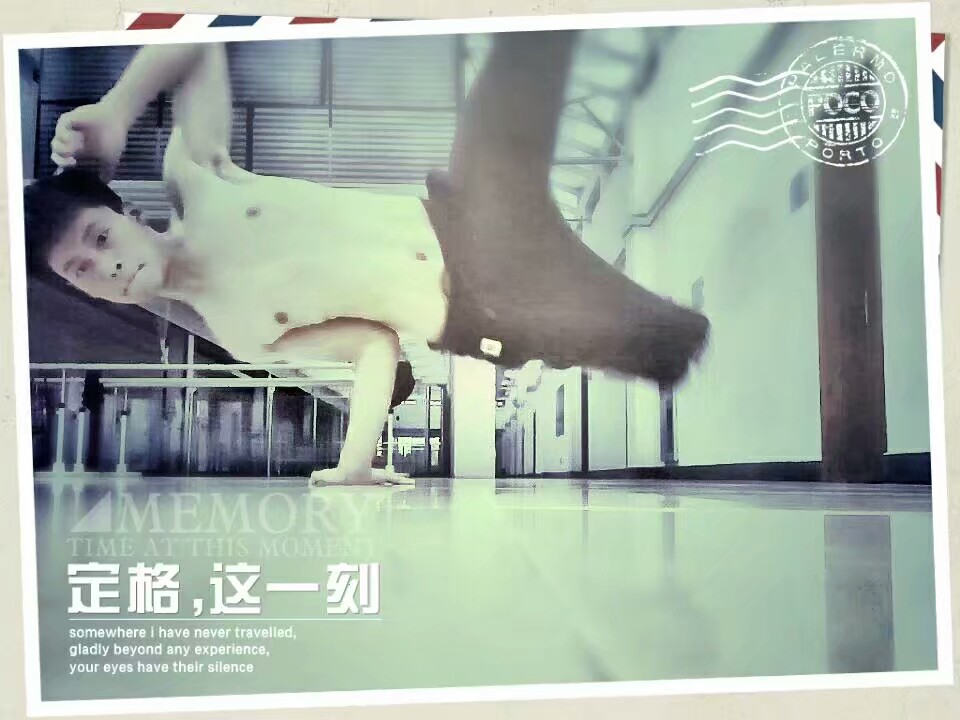 PALERMO
POCO
PORTO
MEMORY
TIME AT THIS MOMENT
定格,这一刻
somewhere i have never travelled,
gladly beyond any experience,
your eyes have their silence